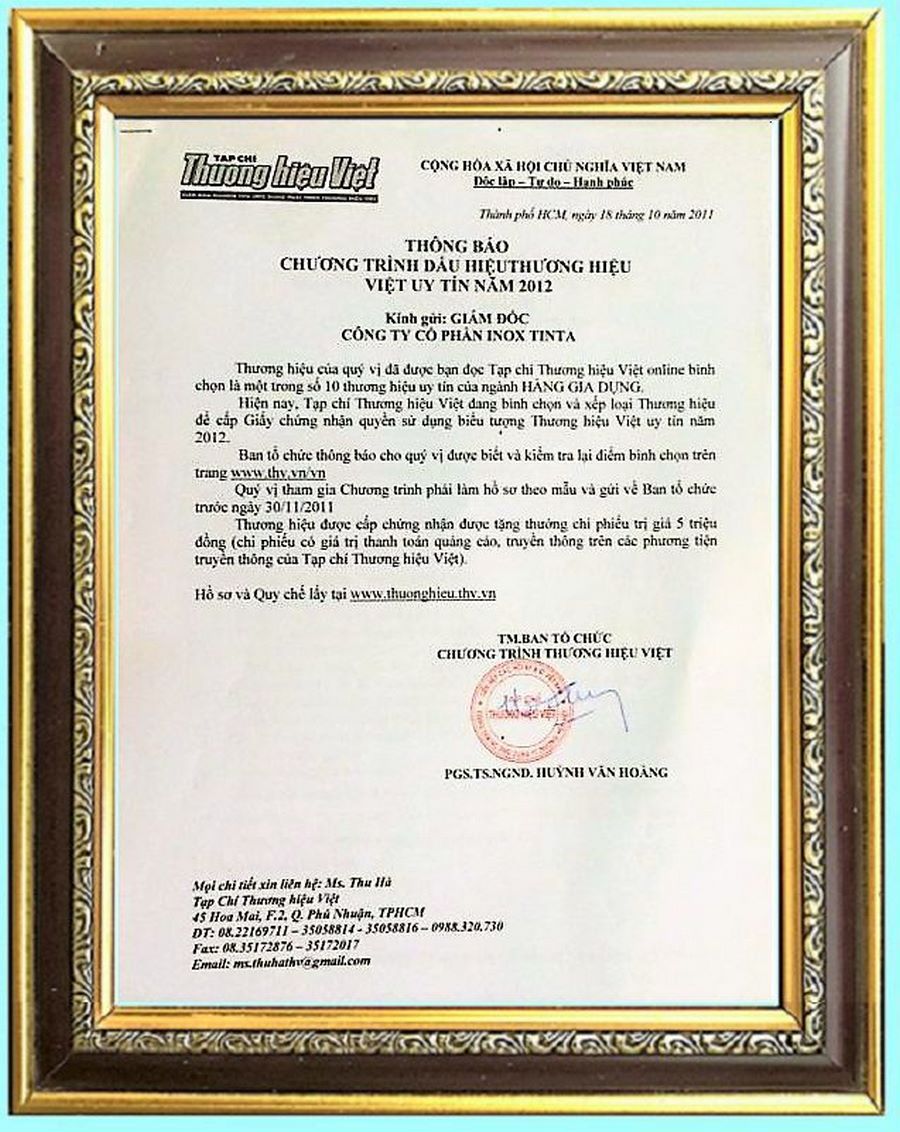 TẠP CHÍ
Thương hiệu Việt
CỘNG HÒA XÃ HỘI CHỦ NGHĨA VIỆT NAM
Độc lập – Tự do – Hạnh phúc
Thành phố HCM, ngày 18 tháng 10 năm 2011
THÔNG BÁO
CHƯƠNG TRÌNH DẤU HIỆUTHƯƠNG HIỆU
VIỆT UY TÍN NĂM 2012
Kính gửi: GIÁM ĐỐC
CÔNG TY CỔ PHẦN INOX TINTA
Thương hiệu của quý vị đã được bạn đọc Tạp chí Thương hiệu Việt online bình
chọn là một trong số 10 thương hiệu uy tín của ngành HÀNG GIA DỤNG.
Hiện nay, Tạp chí Thương hiệu Việt đang bình chọn và xếp loại Thương hiệu
để cấp Giấy chứng nhận quyền sử dụng biểu tượng Thương hiệu Việt uy tín năm
2012.
Ban tổ chức thông báo cho quý vị được biết và kiểm tra lại điểm bình chọn trên
trang www.thv.vn/vn
Quý vị tham gia Chương trình phải làm hồ sơ theo mẫu và gửi về Ban tổ chức
trước ngày 30/11/2011
Thương hiệu được cấp chứng nhận được tặng thưởng chi phiếu trị giá 5 triệu
đồng (chi phiếu có giá trị thanh toán quảng cáo, truyền thông trên các phương tiện
truyền thông của Tạp chí Thương hiệu Việt).
Hồ sơ và Quy chế lấy tại www.thuonghieu.thv.vn
TM.BAN TỔ CHỨC
CHƯƠNG TRÌNH THƯƠNG HIỆU VIỆT
THƯƠNG HIỆU VIỆT
PGS.TS.NGND. HUỲNH VĂN HOÀNG
Mọi chi tiết xin liên hệ: Ms. Thu Hà
Tạp Chí Thương hiệu Việt
45 Hoa Mai, F.2, Q. Phú Nhuận, TPHCM
ĐT: 08.22169711 – 35058814 - 35058816 – 0988.320.730
Fax: 08.35172876 – 35172017
Email: ms.thuhathv@gmail.com